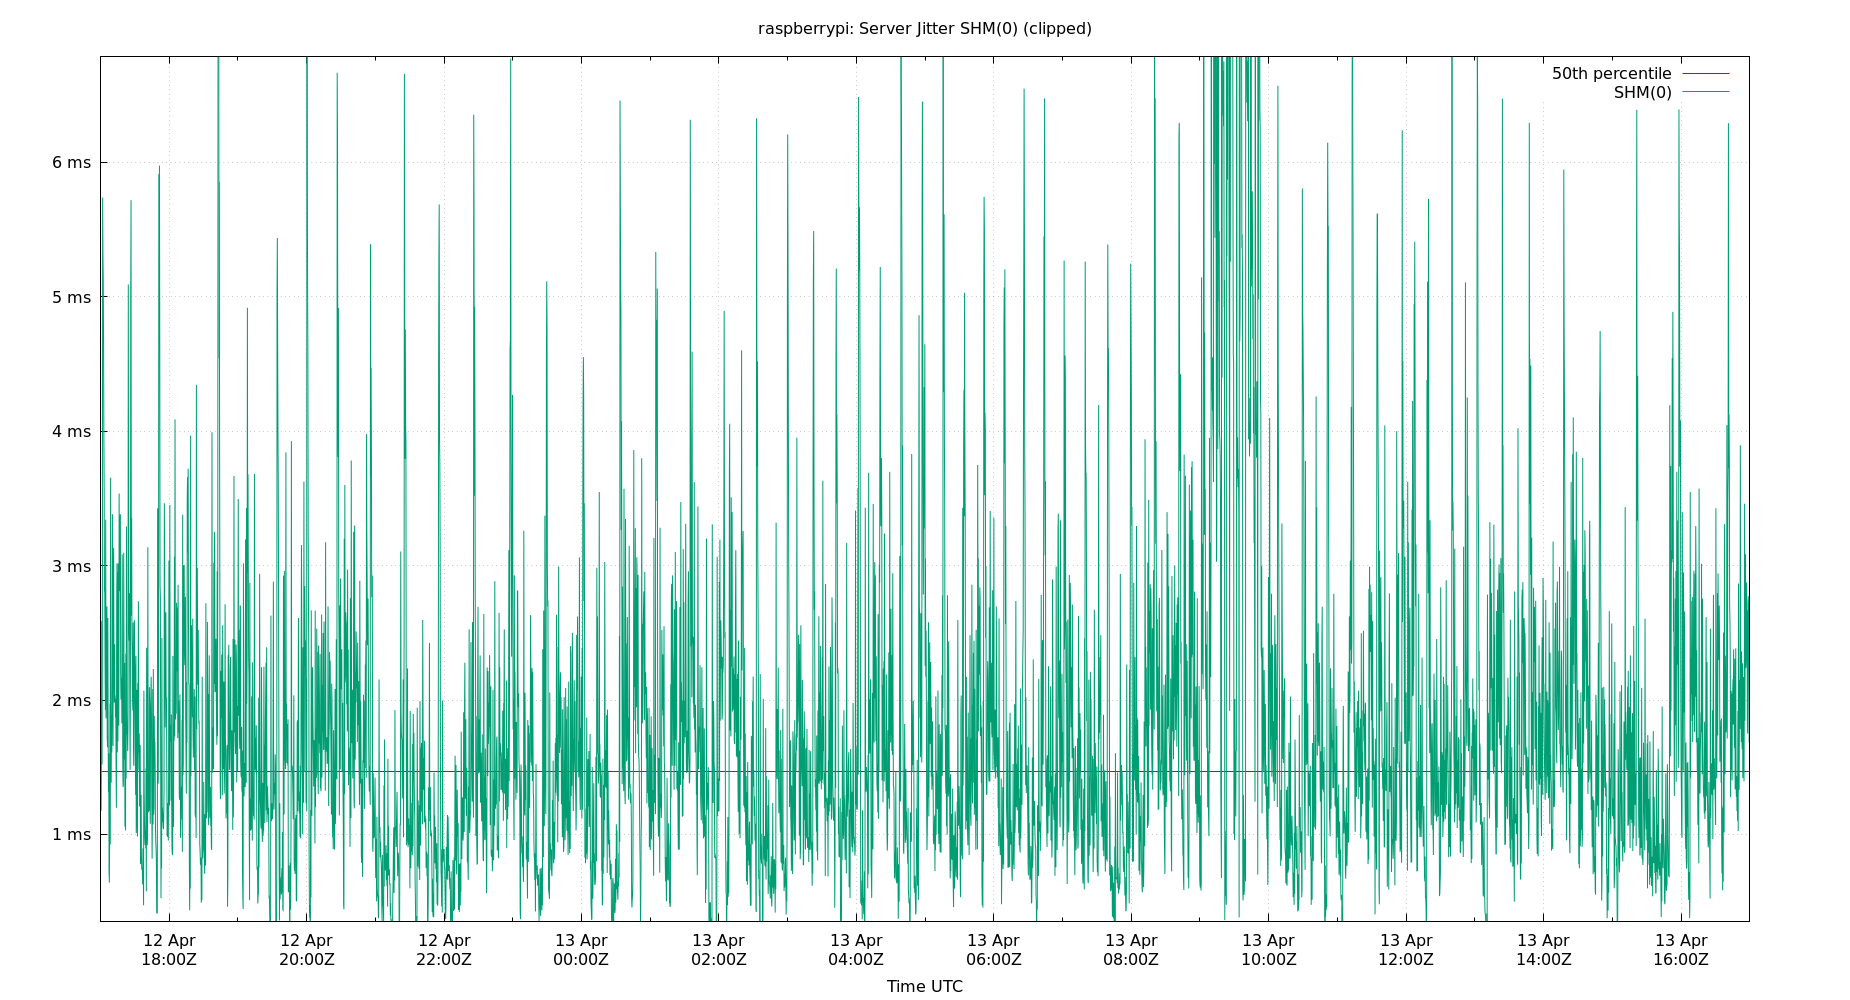 raspberrypi: Server Jitter SHM(0) (clipped)
50th percentile
SHM(0)
6 ms
5 ms
4 ms
3 ms
2 ms
1 ms
12 Apr 12 Apr 12 Apr 13 Apr 13 Apr 13 Apr 13 Apr 13 Apr 13 Apr 13 Apr 13 Apr 13 Apr
18:00Z 20:00Z 22:00Z 00:00Z 02:00Z 04:00Z 06:00Z 08:00Z 10:00Z 12:00Z 14:00Z 16:00Z
Time UTC